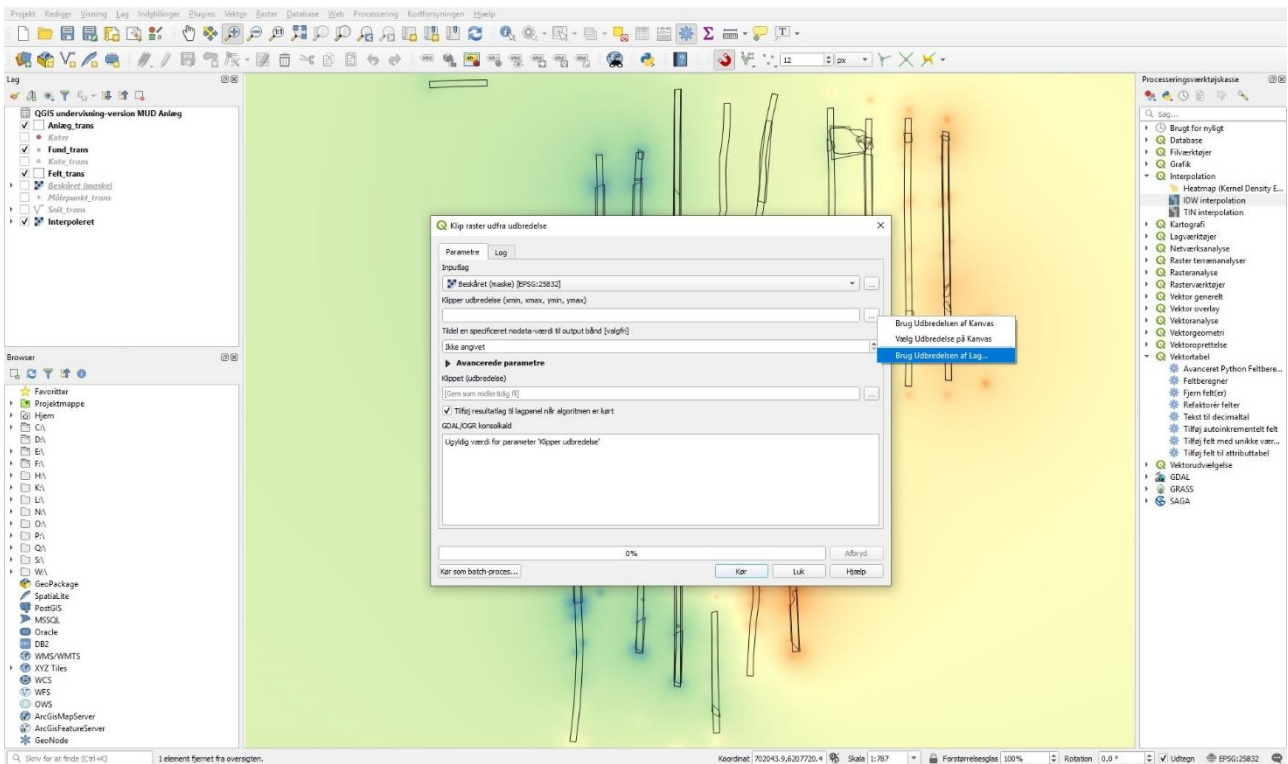 Projekt Rediger Visning Lag Indstillinger Plugins Vektor Raster Database Web Processering Kortforsyningen Hjælp
12 px
Lag
QGIS undervisning-version MUD Anlæg
Anlæg_trans
Koter
Fund_trans
Kote_trans
Felt_trans
Beskåret (maske)
Målepunkt_trans
Snit_trans
Interpoleret
Browser
Favoritter
Projektmappe
Hjem
C:\
D:\
E:\
F:\
H:\
K:\
L:\
N:\
O:\
P:\
Q:\
S:\
W:\
GeoPackage
SpatiaLite
PostGIS
MSSQL
Oracle
DB2
WMS/WMTS
XYZ Tiles
WCS
WFS
OWS
ArcGisMapServer
ArcGisFeatureServer
GeoNode
Klip raster udfra udbredelse
Parametre Log
Inputlag
Beskåret (maske) [EPSG:25832]
Klipper udbredelse (xmin, xmax, ymin, ymax)
Tildel en specificeret nodata-værdi til output bånd [valgfri]
Ikke angivet
Avancerede parametre
Klippet (udbredelse)
[Gem som midlertidig fil]
Tilføj resultatlag til lagpanel når algoritmen er kørt
GDAL/OGR konsolkald
Ugyldig værdi for parameter 'Klipper udbredelse'
0% Afbryd
Kør som batch-proces... Kør Luk Hjælp
Brug Udbredelsen af Kanvas
Vælg Udbredelse på Kanvas
Brug Udbredelsen af Lag...
Processeringsværktøjskasse
Søg...
Brugt for nyligt
Database
Filværktøjer
Grafik
Interpolation
Heatmap (Kernel Density E...
IDW interpolation
TIN interpolation
Kartografi
Lagværktøjer
Netværksanalyse
Raster terrænanalyser
Rasteranalyse
Rasterværktøjer
Vektor generelt
Vektor overlay
Vektoranalyse
Vektorgeometri
Vektoroprettelse
Vektortabel
Avanceret Python Feltbere...
Feltberegner
Fjern felt(er)
Refaktorér felter
Tekst til decimaltal
Tilføj autoinkrementelt felt
Tilføj felt med unikke vær...
Tilføj felt til attributtabel
Vektorudvælgelse
GDAL
GRASS
SAGA
Skriv for at finde (Ctrl+K) 1 element fjernet fra oversigten. Koordinat 702043.9,6207720.4 Skala 1:787 Forstørrelsesglas 100% Rotation 0,0 ° Udtegn EPSG:25832